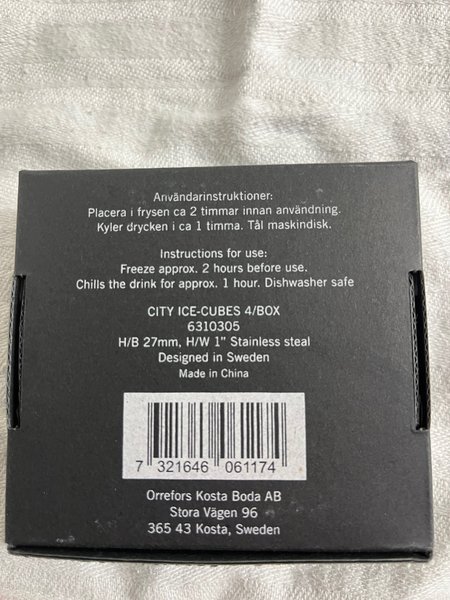 Användarinstruktioner:
Placera i frysen ca 2 timmar innan användning.
Kyler drycken i ca 1 timma. Tål maskindisk.
Instructions for use:
Freeze approx. 2 hours before use.
Chills the drink for approx. 1 hour. Dishwasher safe
CITY ICE-CUBES 4/BOX
6310305
H/B 27mm, H/W 1" Stainless steal
Designed in Sweden
Made in China
7 321646 061174
Orrefors Kosta Boda AB
Stora Vägen 96
365 43 Kosta, Sweden